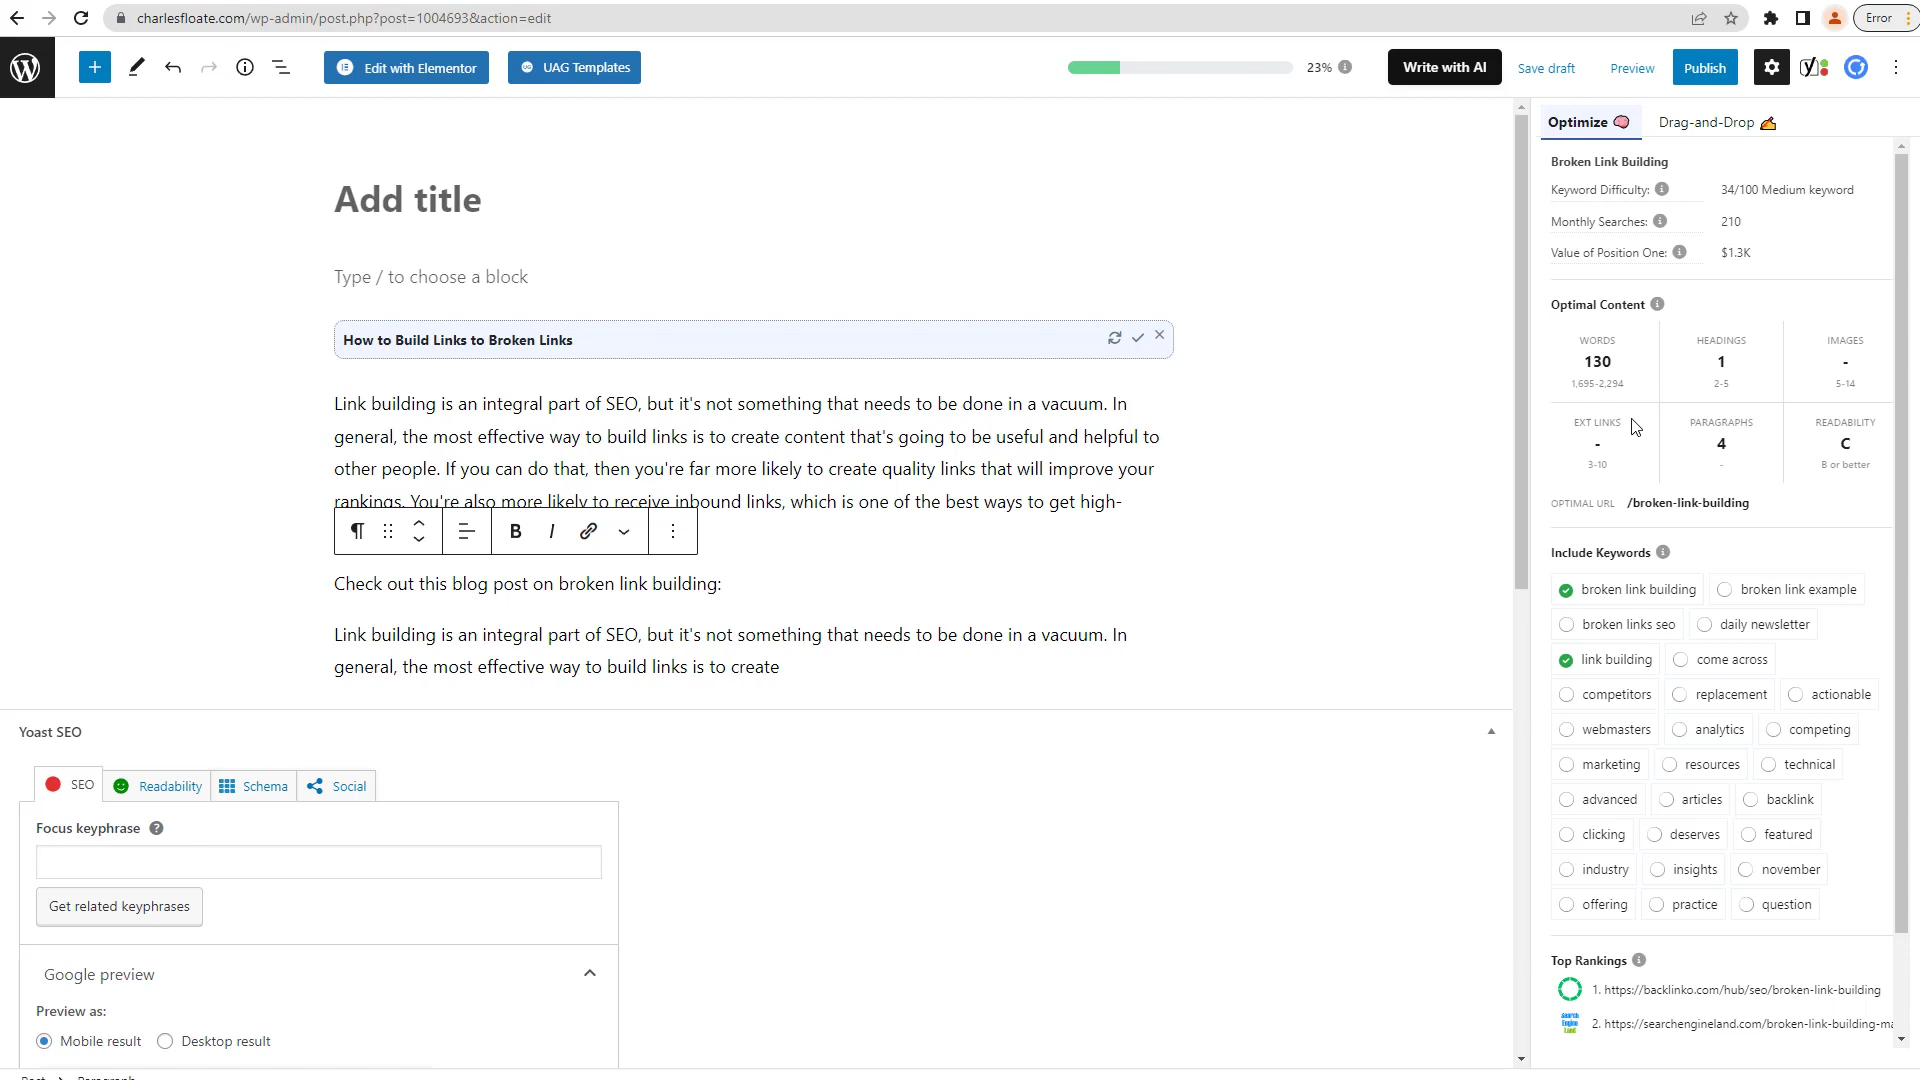 charlesfloate.com/wp-admin/post.php?post=1004693&action=edit
Error
Edit with Elementor
UAG Templates
23%
Write with AI
Save draft
Preview
Publish
Add title
Type / to choose a block
How to Build Links to Broken Links
Link building is an integral part of SEO, but it's not something that needs to be done in a vacuum. In
general, the most effective way to build links is to create content that's going to be useful and helpful to
other people. If you can do that, then you're far more likely to create quality links that will improve your
rankings. You're also more likely to receive inbound links, which is one of the best ways to get high-
B I
Check out this blog post on broken link building:
Link building is an integral part of SEO, but it's not something that needs to be done in a vacuum. In
general, the most effective way to build links is to create
Yoast SEO
SEO
Readability
Schema
Social
Focus keyphrase
Get related keyphrases
Google preview
Preview as:
Mobile result
Desktop result
Post
Paragraph
Optimize
Drag-and-Drop
Broken Link Building
Keyword Difficulty: 34/100 Medium keyword
Monthly Searches: 210
Value of Position One: $1.3K
Optimal Content
WORDS HEADINGS IMAGES
130 1 -
1,695-2,294 2-5 5-14
EXT LINKS PARAGRAPHS READABILITY
- 4 C
3-10 - B or better
OPTIMAL URL /broken-link-building
Include Keywords
broken link building broken link example
broken links seo daily newsletter
link building come across
competitors replacement actionable
webmasters analytics competing
marketing resources technical
advanced articles backlink
clicking deserves featured
industry insights november
offering practice question
Top Rankings
1. https://backlinko.com/hub/seo/broken-link-building
Search Engine Land
2. https://searchengineland.com/broken-link-building-ma